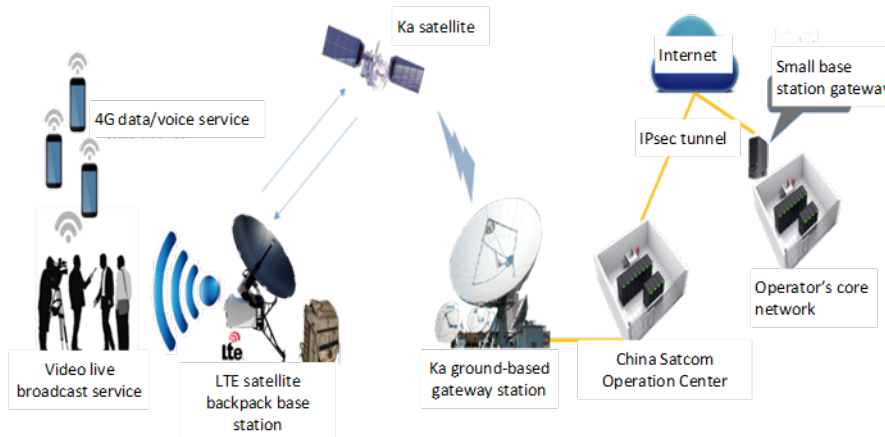 Ka satellite
Internet
Small base
station gateway
4G data/voice service
IPsec tunnel
Operator's core
network
Video live
broadcast service
Lte
LTE satellite
backpack base
station
Ka ground-based
gateway station
China Satcom
Operation Center